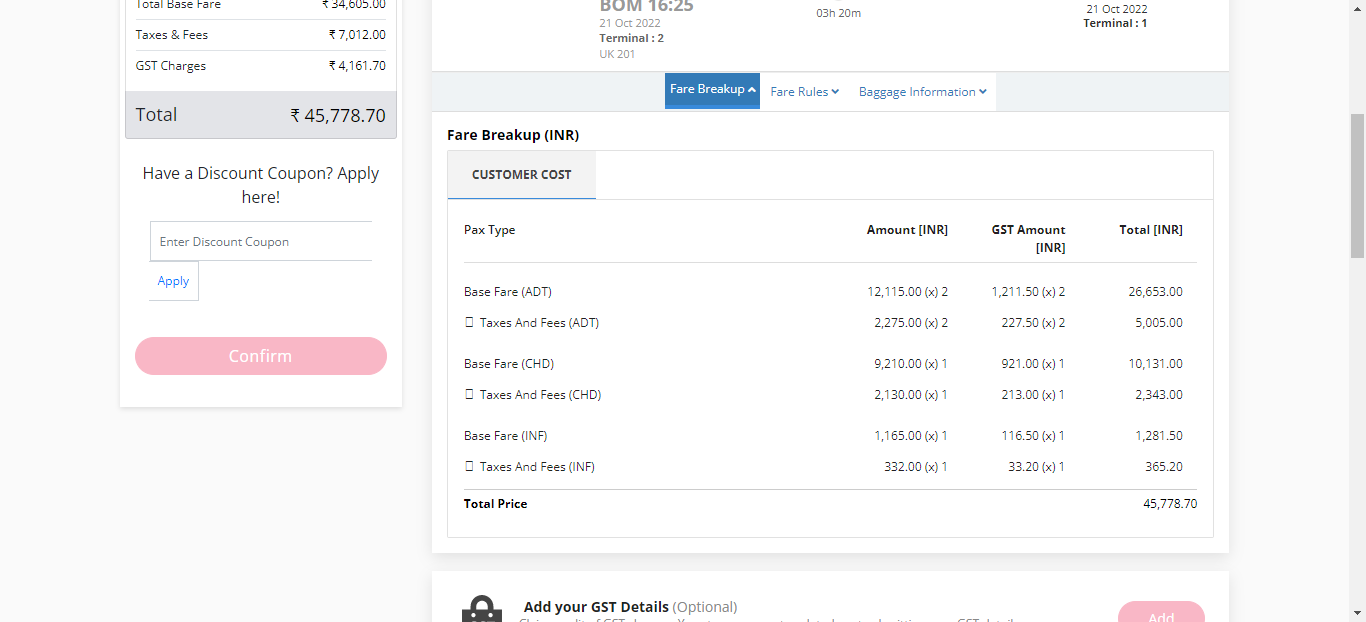 Total Base Fare ₹ 34,605.00
Taxes & Fees ₹ 7,012.00
GST Charges ₹ 4,161.70
Total ₹ 45,778.70
Have a Discount Coupon? Apply
here!
Enter Discount Coupon
Apply
Confirm
BOM 16:25
21 Oct 2022
Terminal : 2
UK 201
03h 20m
21 Oct 2022
Terminal : 1
Fare Breakup Fare Rules Baggage Information
Fare Breakup (INR)
CUSTOMER COST
Pax Type Amount [INR] GST Amount [INR] Total [INR]
Base Fare (ADT) 12,115.00 (x) 2 1,211.50 (x) 2 26,653.00
Taxes And Fees (ADT) 2,275.00 (x) 2 227.50 (x) 2 5,005.00
Base Fare (CHD) 9,210.00 (x) 1 921.00 (x) 1 10,131.00
Taxes And Fees (CHD) 2,130.00 (x) 1 213.00 (x) 1 2,343.00
Base Fare (INF) 1,165.00 (x) 1 116.50 (x) 1 1,281.50
Taxes And Fees (INF) 332.00 (x) 1 33.20 (x) 1 365.20
Total Price 45,778.70
Add your GST Details (Optional)
Add